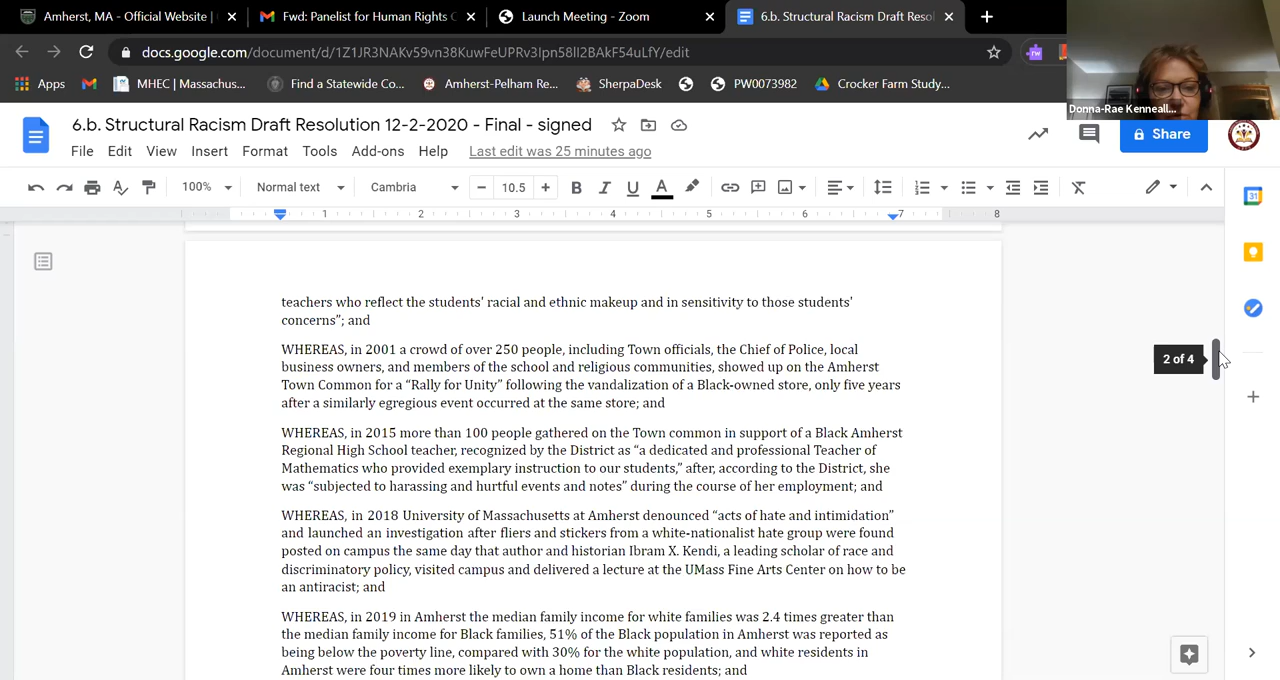 Amherst, MA - Official Website |
Fwd: Panelist for Human Rights C
Launch Meeting - Zoom
6.b. Structural Racism Draft Resol
docs.google.com/document/d/1Z1JR3NAKv59vn38KuwFeUPRv3Ipn58lI2BAkF54uLfY/edit
Apps
MHEC (Massachus...
Find a Statewide Co...
Amherst-Pelham Re...
SherpaDesk
PW0073982
Crocker Farm Study...
Donna-Rae Kenneall...
6.b. Structural Racism Draft Resolution 12-2-2020 - Final - signed
File Edit View Insert Format Tools Add-ons Help Last edit was 25 minutes ago
Share
100% Normal text Cambria 10.5 B I U A
1 2 3 4 5 6 7 8
31
teachers who reflect the students' racial and ethnic makeup and in sensitivity to those students'
concerns”; and
WHEREAS, in 2001 a crowd of over 250 people, including Town officials, the Chief of Police, local
business owners, and members of the school and religious communities, showed up on the Amherst
Town Common for a “Rally for Unity” following the vandalization of a Black-owned store, only five years
after a similarly egregious event occurred at the same store; and
2 of 4
WHEREAS, in 2015 more than 100 people gathered on the Town common in support of a Black Amherst
Regional High School teacher, recognized by the District as “a dedicated and professional Teacher of
Mathematics who provided exemplary instruction to our students,” after, according to the District, she
was “subjected to harassing and hurtful events and notes” during the course of her employment; and
WHEREAS, in 2018 University of Massachusetts at Amherst denounced “acts of hate and intimidation”
and launched an investigation after fliers and stickers from a white-nationalist hate group were found
posted on campus the same day that author and historian Ibram X. Kendi, a leading scholar of race and
discriminatory policy, visited campus and delivered a lecture at the UMass Fine Arts Center on how to be
an antiracist; and
WHEREAS, in 2019 in Amherst the median family income for white families was 2.4 times greater than
the median family income for Black families, 51% of the Black population in Amherst was reported as
being below the poverty line, compared with 30% for the white population, and white residents in
Amherst were four times more likely to own a home than Black residents; and